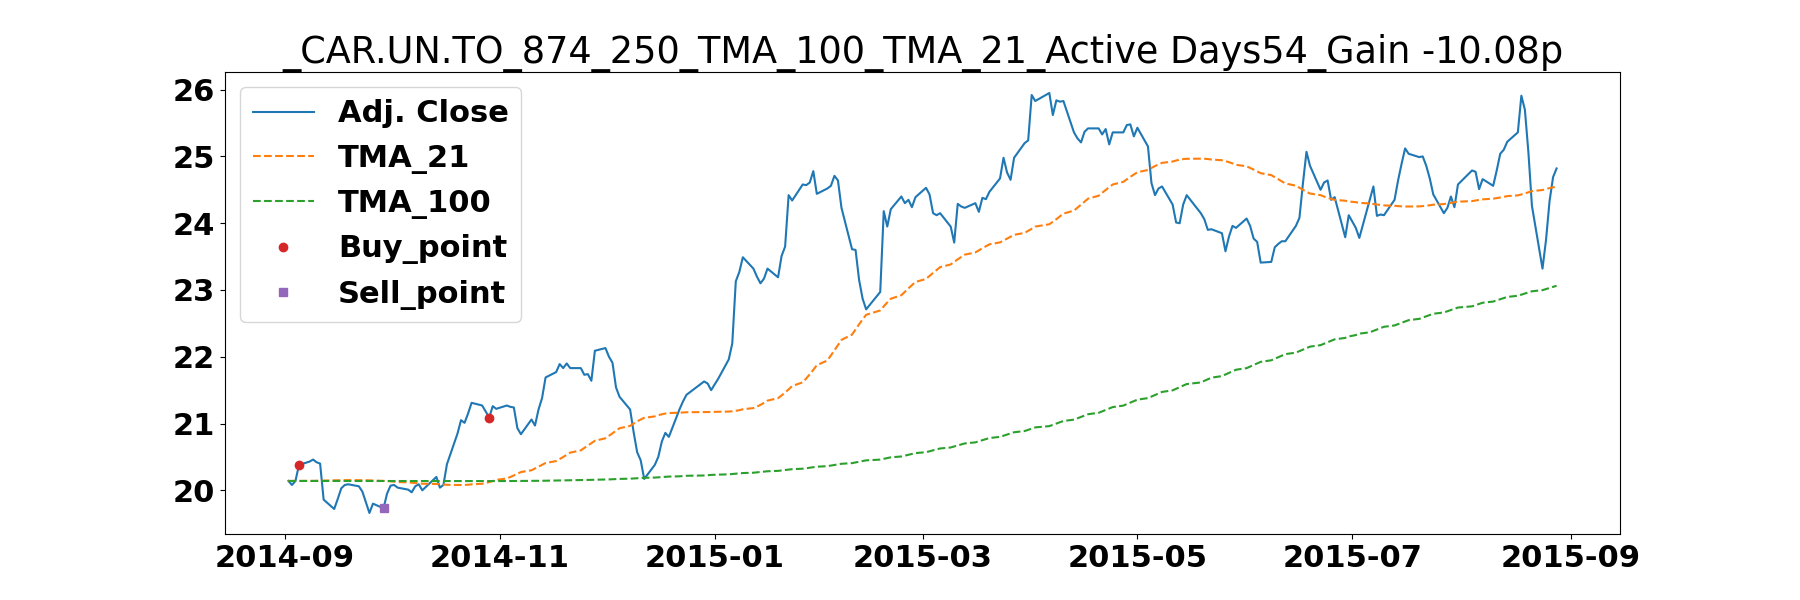 _CAR.UN.TO_874_250_TMA_100_TMA_21_Active Days54_Gain -10.08p
26
25
24
23
22
21
20
Adj. Close
TMA_21
TMA_100
Buy_point
Sell_point
2014-09 2014-11 2015-01 2015-03 2015-05 2015-07 2015-09